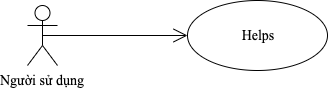 Helps
Người sử dụng